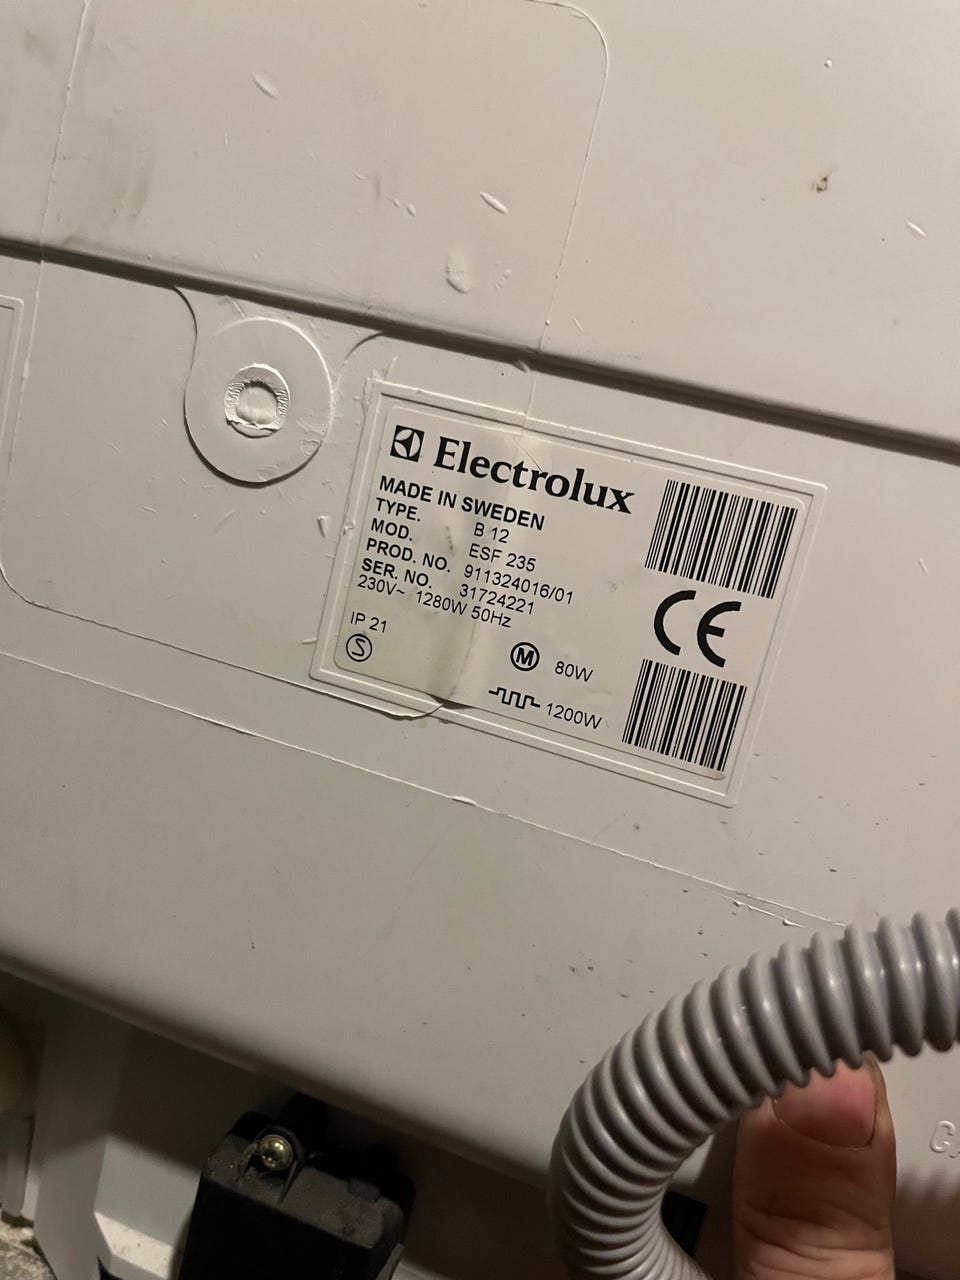 Electrolux
MADE IN SWEDEN
TYPE. B 12
MOD. ESF 235
PROD. NO. 911324016/01
SER. NO. 31724221
230V~ 1280W 50Hz
IP 21
S M 80W
1200W
CE